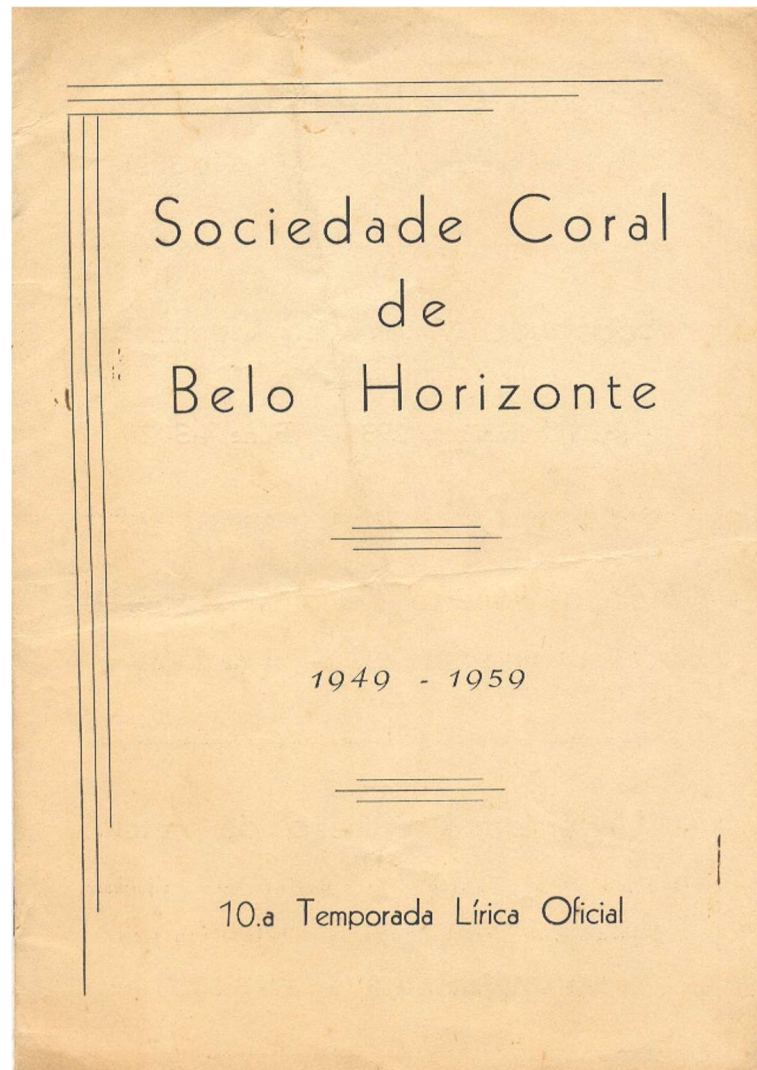 Sociedade Coral
de
Belo Horizonte
1949 - 1959
10.a Temporada Lírica Oficial